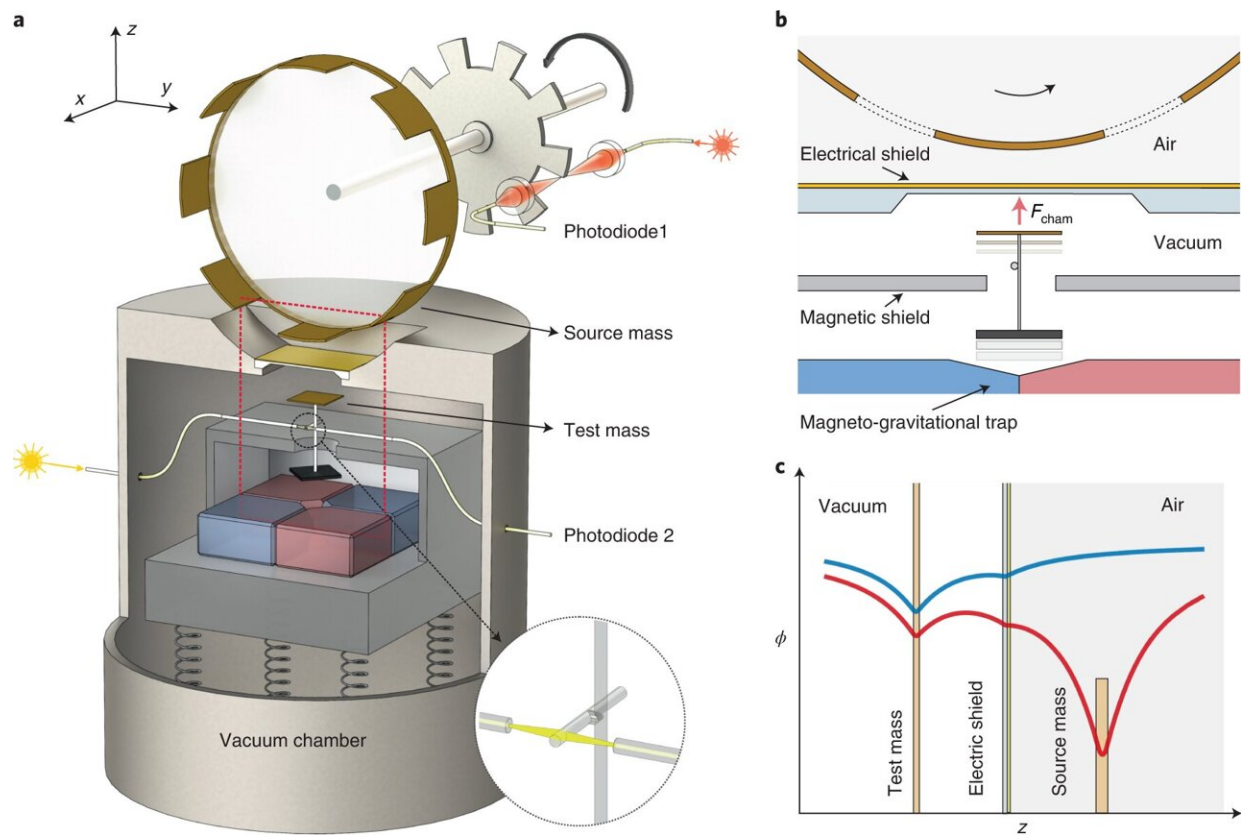 a
z
x
y
Photodiode1
Source mass
Test mass
Photodiode 2
Vacuum chamber
b
Electrical shield
Air
F_cham
Vacuum
Magnetic shield
Magneto-gravitational trap
c
Vacuum
Air
ϕ
Test mass
Electric shield
Source mass
z